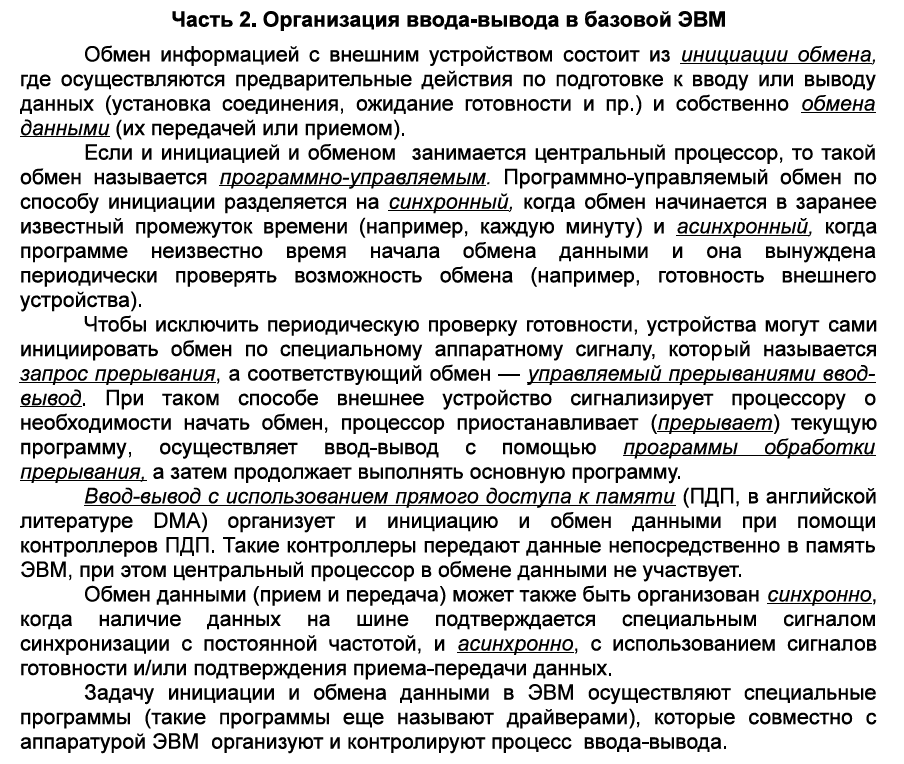 Часть 2. Организация ввода-вывода в базовой ЭВМ
Обмен информацией с внешним устройством состоит из инициации обмена,
где осуществляются предварительные действия по подготовке к вводу или выводу
данных (установка соединения, ожидание готовности и пр.) и собственно обмена
данными (их передачей или приемом).
Если и инициацией и обменом занимается центральный процессор, то такой
обмен называется программно-управляемым. Программно-управляемый обмен по
способу инициации разделяется на синхронный, когда обмен начинается в заранее
известный промежуток времени (например, каждую минуту) и асинхронный, когда
программе неизвестно время начала обмена данными и она вынуждена
периодически проверять возможность обмена (например, готовность внешнего
устройства).
Чтобы исключить периодическую проверку готовности, устройства могут сами
инициировать обмен по специальному аппаратному сигналу, который называется
запрос прерывания, а соответствующий обмен — управляемый прерываниями ввод-
вывод. При таком способе внешнее устройство сигнализирует процессору о
необходимости начать обмен, процессор приостанавливает (прерывает) текущую
программу, осуществляет ввод-вывод с помощью программы обработки
прерывания, а затем продолжает выполнять основную программу.
Ввод-вывод с использованием прямого доступа к памяти (ПДП, в английской
литературе DMA) организует и инициацию и обмен данными при помощи
контроллеров ПДП. Такие контроллеры передают данные непосредственно в память
ЭВМ, при этом центральный процессор в обмене данными не участвует.
Обмен данными (прием и передача) может также быть организован синхронно,
когда наличие данных на шине подтверждается специальным сигналом
синхронизации с постоянной частотой, и асинхронно, с использованием сигналов
готовности и/или подтверждения приема-передачи данных.
Задачу инициации и обмена данными в ЭВМ осуществляют специальные
программы (такие программы еще называют драйверами), которые совместно с
аппаратурой ЭВМ организуют и контролируют процесс ввода-вывода.